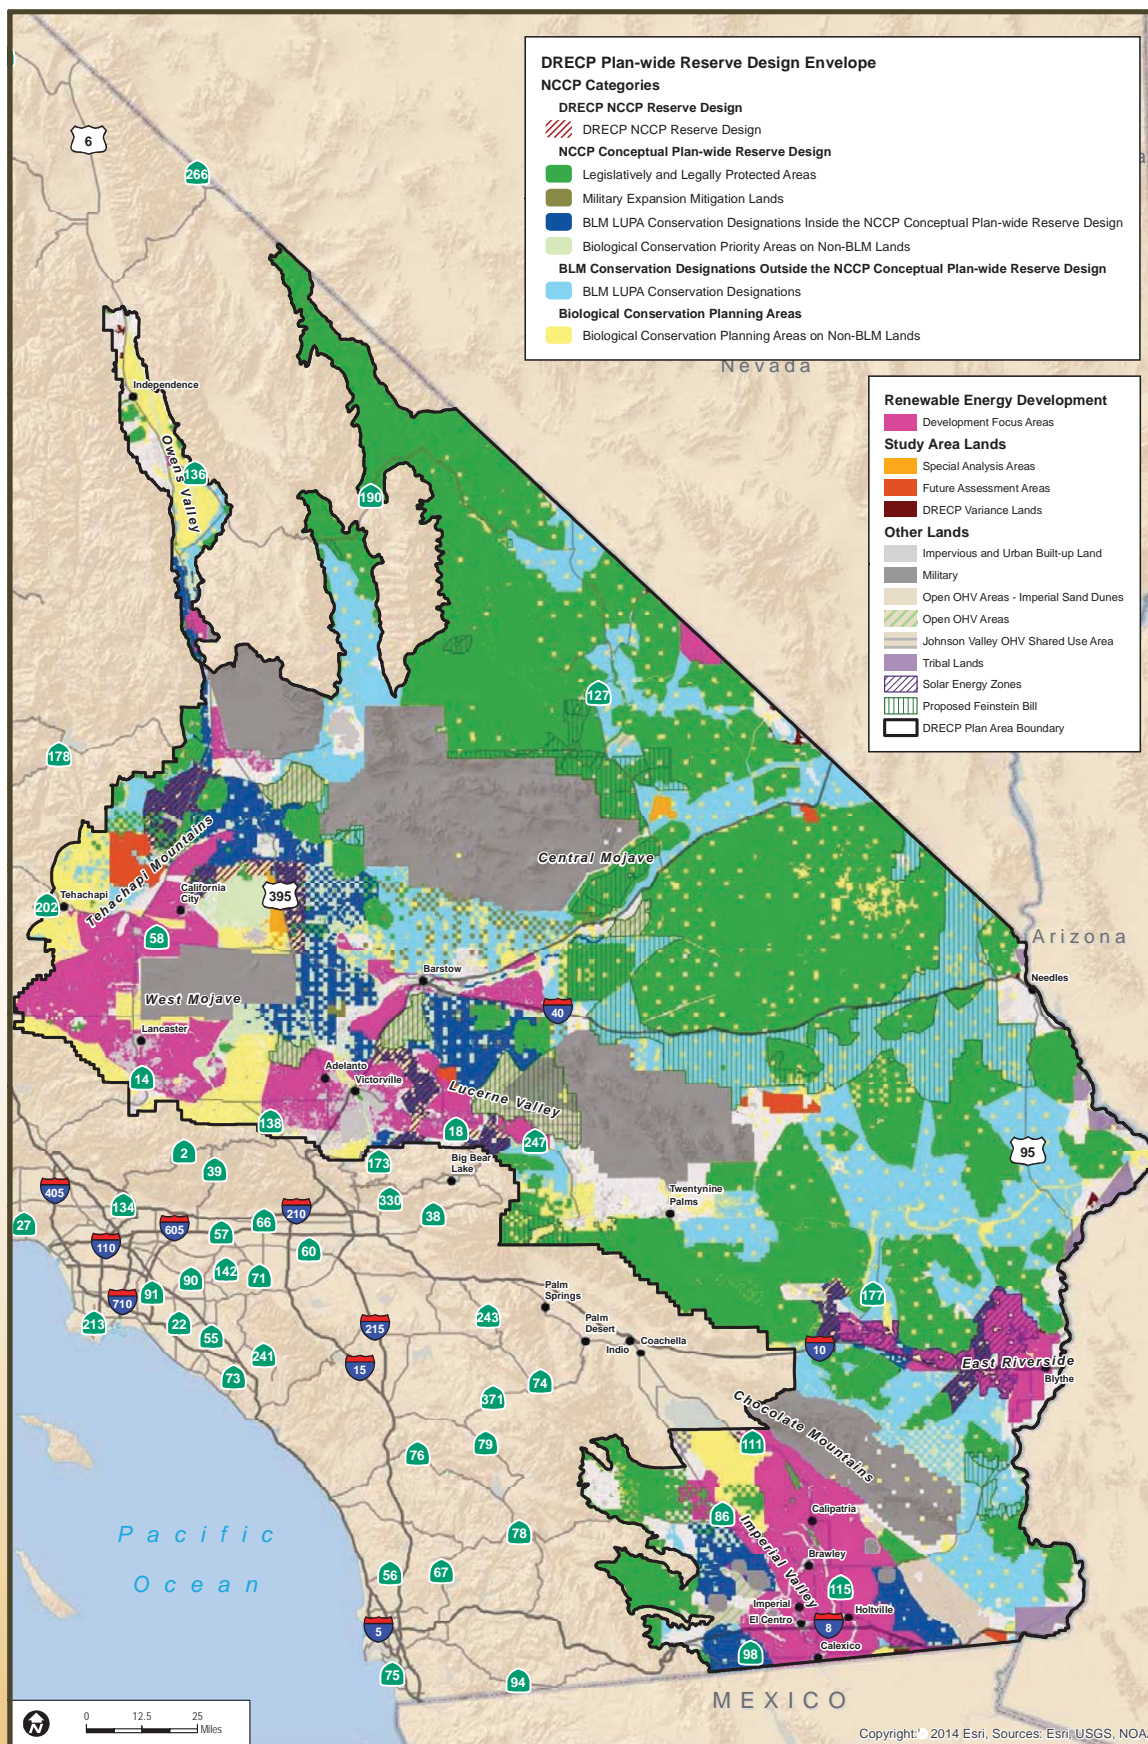 DRECP Plan-wide Reserve Design Envelope
NCCP Categories
DRECP NCCP Reserve Design
DRECP NCCP Reserve Design
NCCP Conceptual Plan-wide Reserve Design
Legislatively and Legally Protected Areas
Military Expansion Mitigation Lands
BLM LUPA Conservation Designations Inside the NCCP Conceptual Plan-wide Reserve Design
Biological Conservation Priority Areas on Non-BLM Lands
BLM Conservation Designations Outside the NCCP Conceptual Plan-wide Reserve Design
BLM LUPA Conservation Designations
Biological Conservation Planning Areas
Biological Conservation Planning Areas on Non-BLM Lands
Renewable Energy Development
Development Focus Areas
Study Area Lands
Special Analysis Areas
Future Assessment Areas
DRECP Variance Lands
Other Lands
Impervious and Urban Built-up Land
Military
Open OHV Areas - Imperial Sand Dunes
Open OHV Areas
Johnson Valley OHV Shared Use Area
Tribal Lands
Solar Energy Zones
Proposed Feinstein Bill
DRECP Plan Area Boundary
6
266
Nevada
Independence
Owens Valley
136
190
127
178
Tehachapi Mountains
Central Mojave
Tehachapi
202
California
City
395
58
Arizona
Barstow
Needles
West Mojave
40
Lancaster
14
Adelanto
Victorville
Lucerne Valley
138
18
247
2
39
173
Big Bear
Lake
95
405
134
210
330
38
Twentynine
Palms
27
605
66
57
110
60
142
71
90
91
710
177
Palm
Springs
213
22
55
215
243
Palm
Desert
Coachella
Indio
10
241
15
East Riverside
73
74
Blythe
371
Chocolate Mountains
79
76
111
86
Calipatria
78
Imperial Valley
Pacific
Ocean
Brawley
56
67
115
Imperial
Holtville
El Centro
8
5
Calexico
98
75
94
MEXICO
N
0 12.5 25
Miles
Copyright:© 2014 Esri, Sources: Esri, USGS, NOA